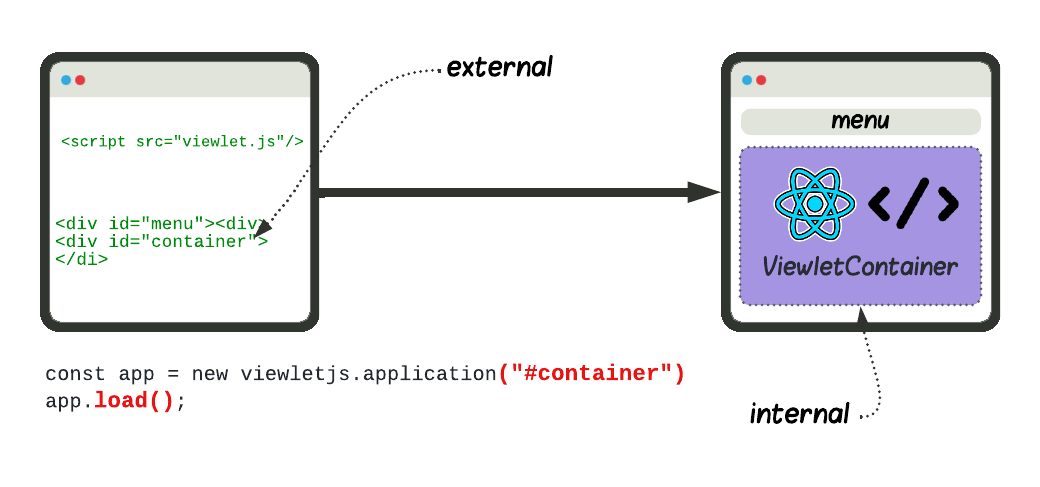 external
<script src="viewlet.js"/>
<div id="menu"><div>
<div id="container">
</di>
menu
</>
ViewletContainer
const app = new viewletjs.application("#container")
app.load();
internal